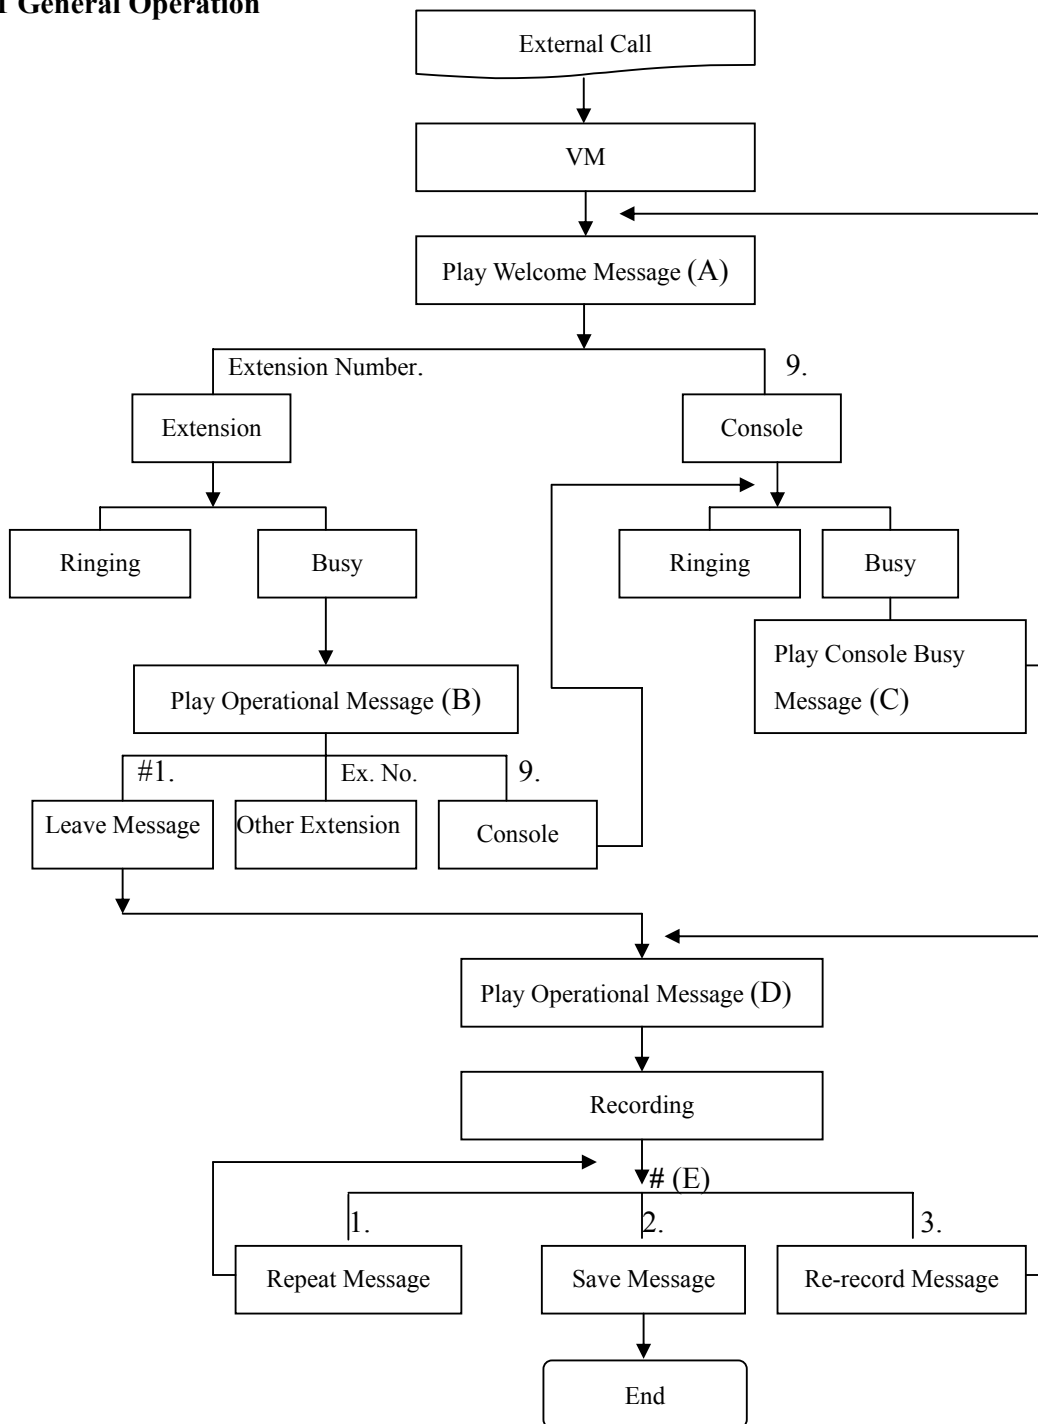 1 General Operation
External Call
VM
Play Welcome Message (A)
Extension Number.
9.
Extension
Console
Ringing
Busy
Ringing
Busy
Play Console Busy
Message (C)
Play Operational Message (B)
#1.
Ex. No.
9.
Leave Message
Other Extension
Console
Play Operational Message (D)
Recording
# (E)
1.
2.
3.
Repeat Message
Save Message
Re-record Message
End